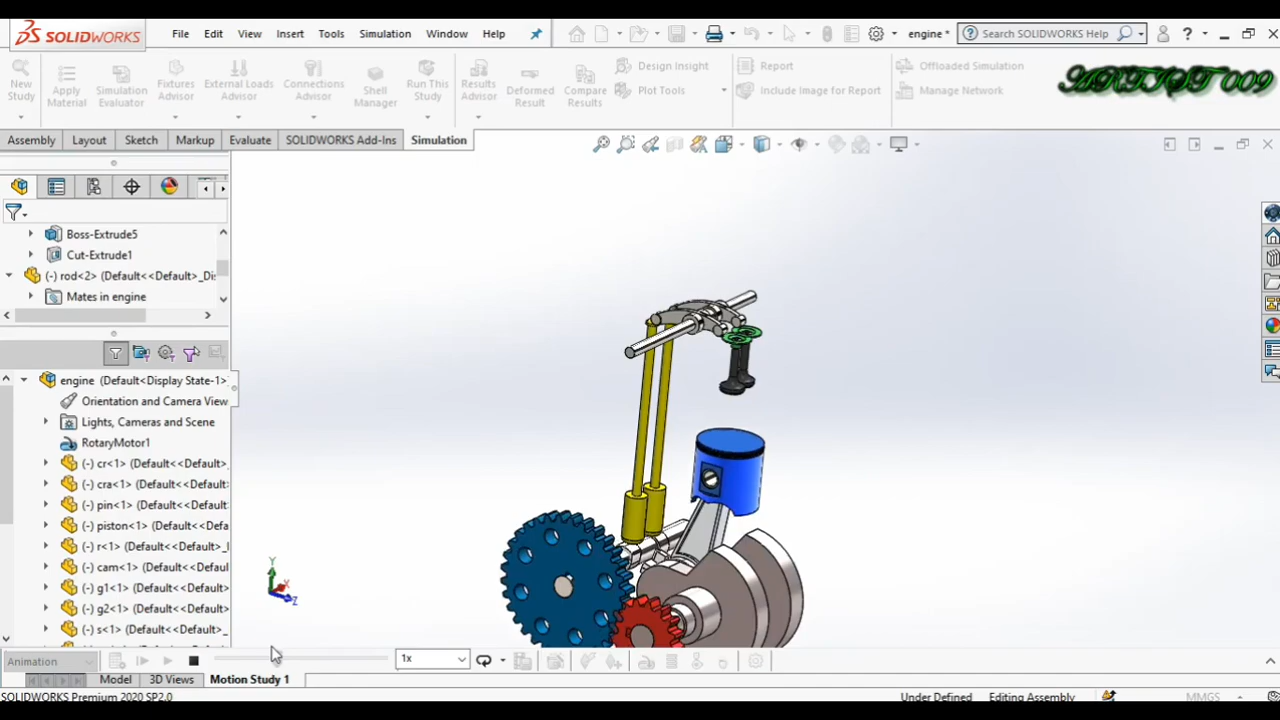 SOLIDWORKS File Edit View Insert Tools Simulation Window Help engine * Search SOLIDWORKS Help ?
New Study Apply Material Simulation Evaluator Fixtures Advisor External Loads Advisor Connections Advisor Shell Manager Run This Study Results Advisor Deformed Result Compare Results Design Insight Plot Tools Report Include Image for Report Offloaded Simulation Manage Network
ARTIST 009
Assembly Layout Sketch Markup Evaluate SOLIDWORKS Add-Ins Simulation
Boss-Extrude5
Cut-Extrude1
(-) rod<2> (Default<<Default>_Dis
Mates in engine
engine (Default<Display State-1>
Orientation and Camera View
Lights, Cameras and Scene
RotaryMotor1
(-) cr<1> (Default<<Default>_
(-) cra<1> (Default<<Default>
(-) pin<1> (Default<<Default>
(-) piston<1> (Default<<Defa
(-) r<1> (Default<<Default>_
(-) cam<1> (Default<<Defaul
(-) g1<1> (Default<<Default>
(-) g2<1> (Default<<Default>
(-) s<1> (Default<<Default>_
Y
X
Z
Animation 1x
Model 3D Views Motion Study 1
SOLIDWORKS Premium 2020 SP2.0 Under Defined Editing Assembly MMGS